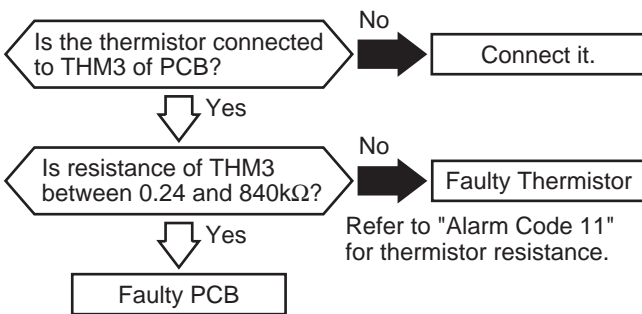 Is the thermistor connected
to THM3 of PCB?
No
Connect it.
Yes
Is resistance of THM3
between 0.24 and 840kΩ?
No
Faulty Thermistor
Refer to "Alarm Code 11"
for thermistor resistance.
Yes
Faulty PCB